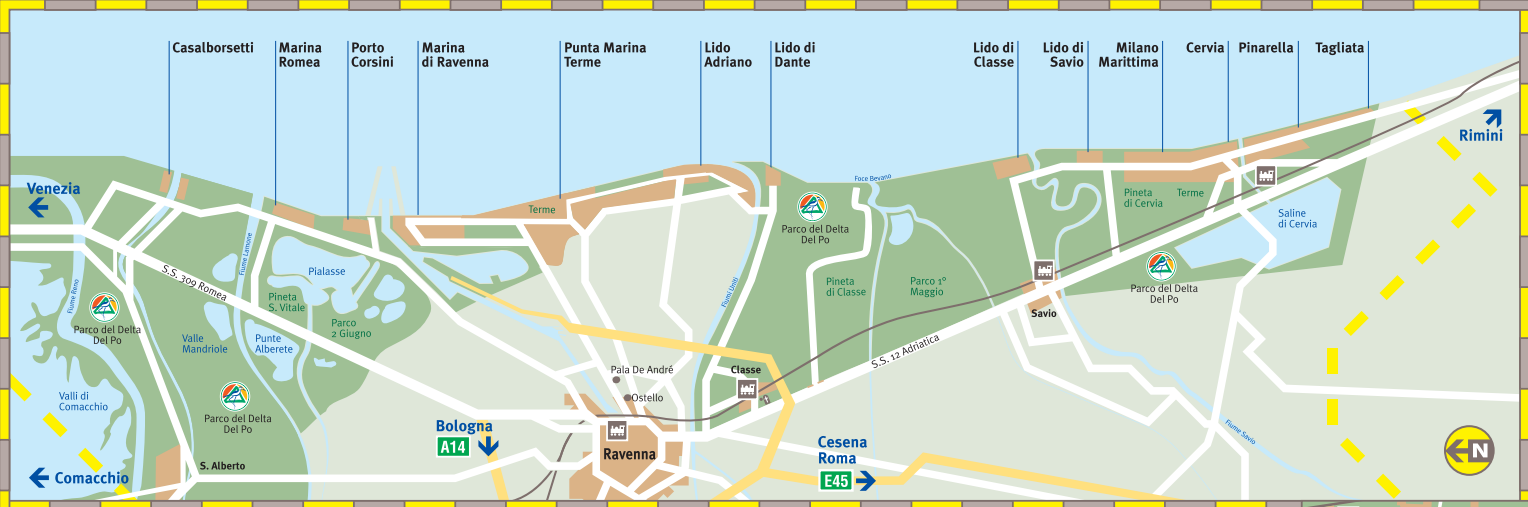 Casalborsetti
Marina
Romea
Porto
Corsini
Marina
di Ravenna
Punta Marina
Terme
Lido
Adriano
Lido di
Dante
Lido di
Classe
Lido di
Savio
Milano
Marittima
Cervia
Pinarella
Tagliata
Rimini
Venezia
Foce Bevano
Terme
Pineta
di Cervia
Terme
Saline
di Cervia
Parco del Delta
Del Po
Fiume Lamone
Pialasse
S.S. 309 Romea
Fiume Reno
Pineta
S. Vitale
Parco
2 Giugno
Fiumi Uniti
Pineta
di Classe
Parco 1°
Maggio
Parco del Delta
Del Po
Savio
Parco del Delta
Del Po
Valle
Mandriole
Punte
Alberete
S.S. 12 Adriatica
Pala De André
Classe
Ostello
Valli di
Comacchio
Parco del Delta
Del Po
Bologna
A14
Ravenna
Cesena
Roma
E45
Fiume Savio
N
S. Alberto
Comacchio